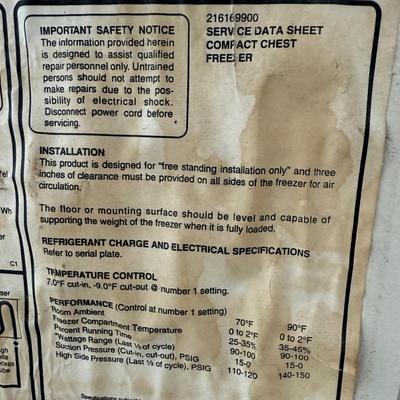 IMPORTANT SAFETY NOTICE
The information provided herein
is designed to assist qualified
repair personnel only. Untrained
persons should not attempt to
make repairs due to the pos-
sibility of electrical shock.
Disconnect power cord before
servicing.
216169900
SERVICE DATA SHEET
COMPACT CHEST
FREEZER
INSTALLATION
This product is designed for "free standing installation only" and three
inches of clearance must be provided on all sides of the freezer for air
circulation.
The floor or mounting surface should be level and capable of
supporting the weight of the freezer when it is fully loaded.
REFRIGERANT CHARGE AND ELECTRICAL SPECIFICATIONS
Refer to serial plate.
TEMPERATURE CONTROL
7.0°F cut-in, -9.0°F cut-out @ number 1 setting.
PERFORMANCE (Control at number 1 setting)
Room Ambient 70°F 90°F
Freezer Compartment Temperature 0 to 2°F 0 to 2°F
Percent Running Time 25-35% 35-45%
*Wattage Range (Last ⅓ of cycle) 90-100 90-100
Suction Pressure (Cut-in, cut-out), PSIG 15-0 15-0
High Side Pressure (Last ⅓ of cycle), PSIG 110-120 140-150
Wh
C1